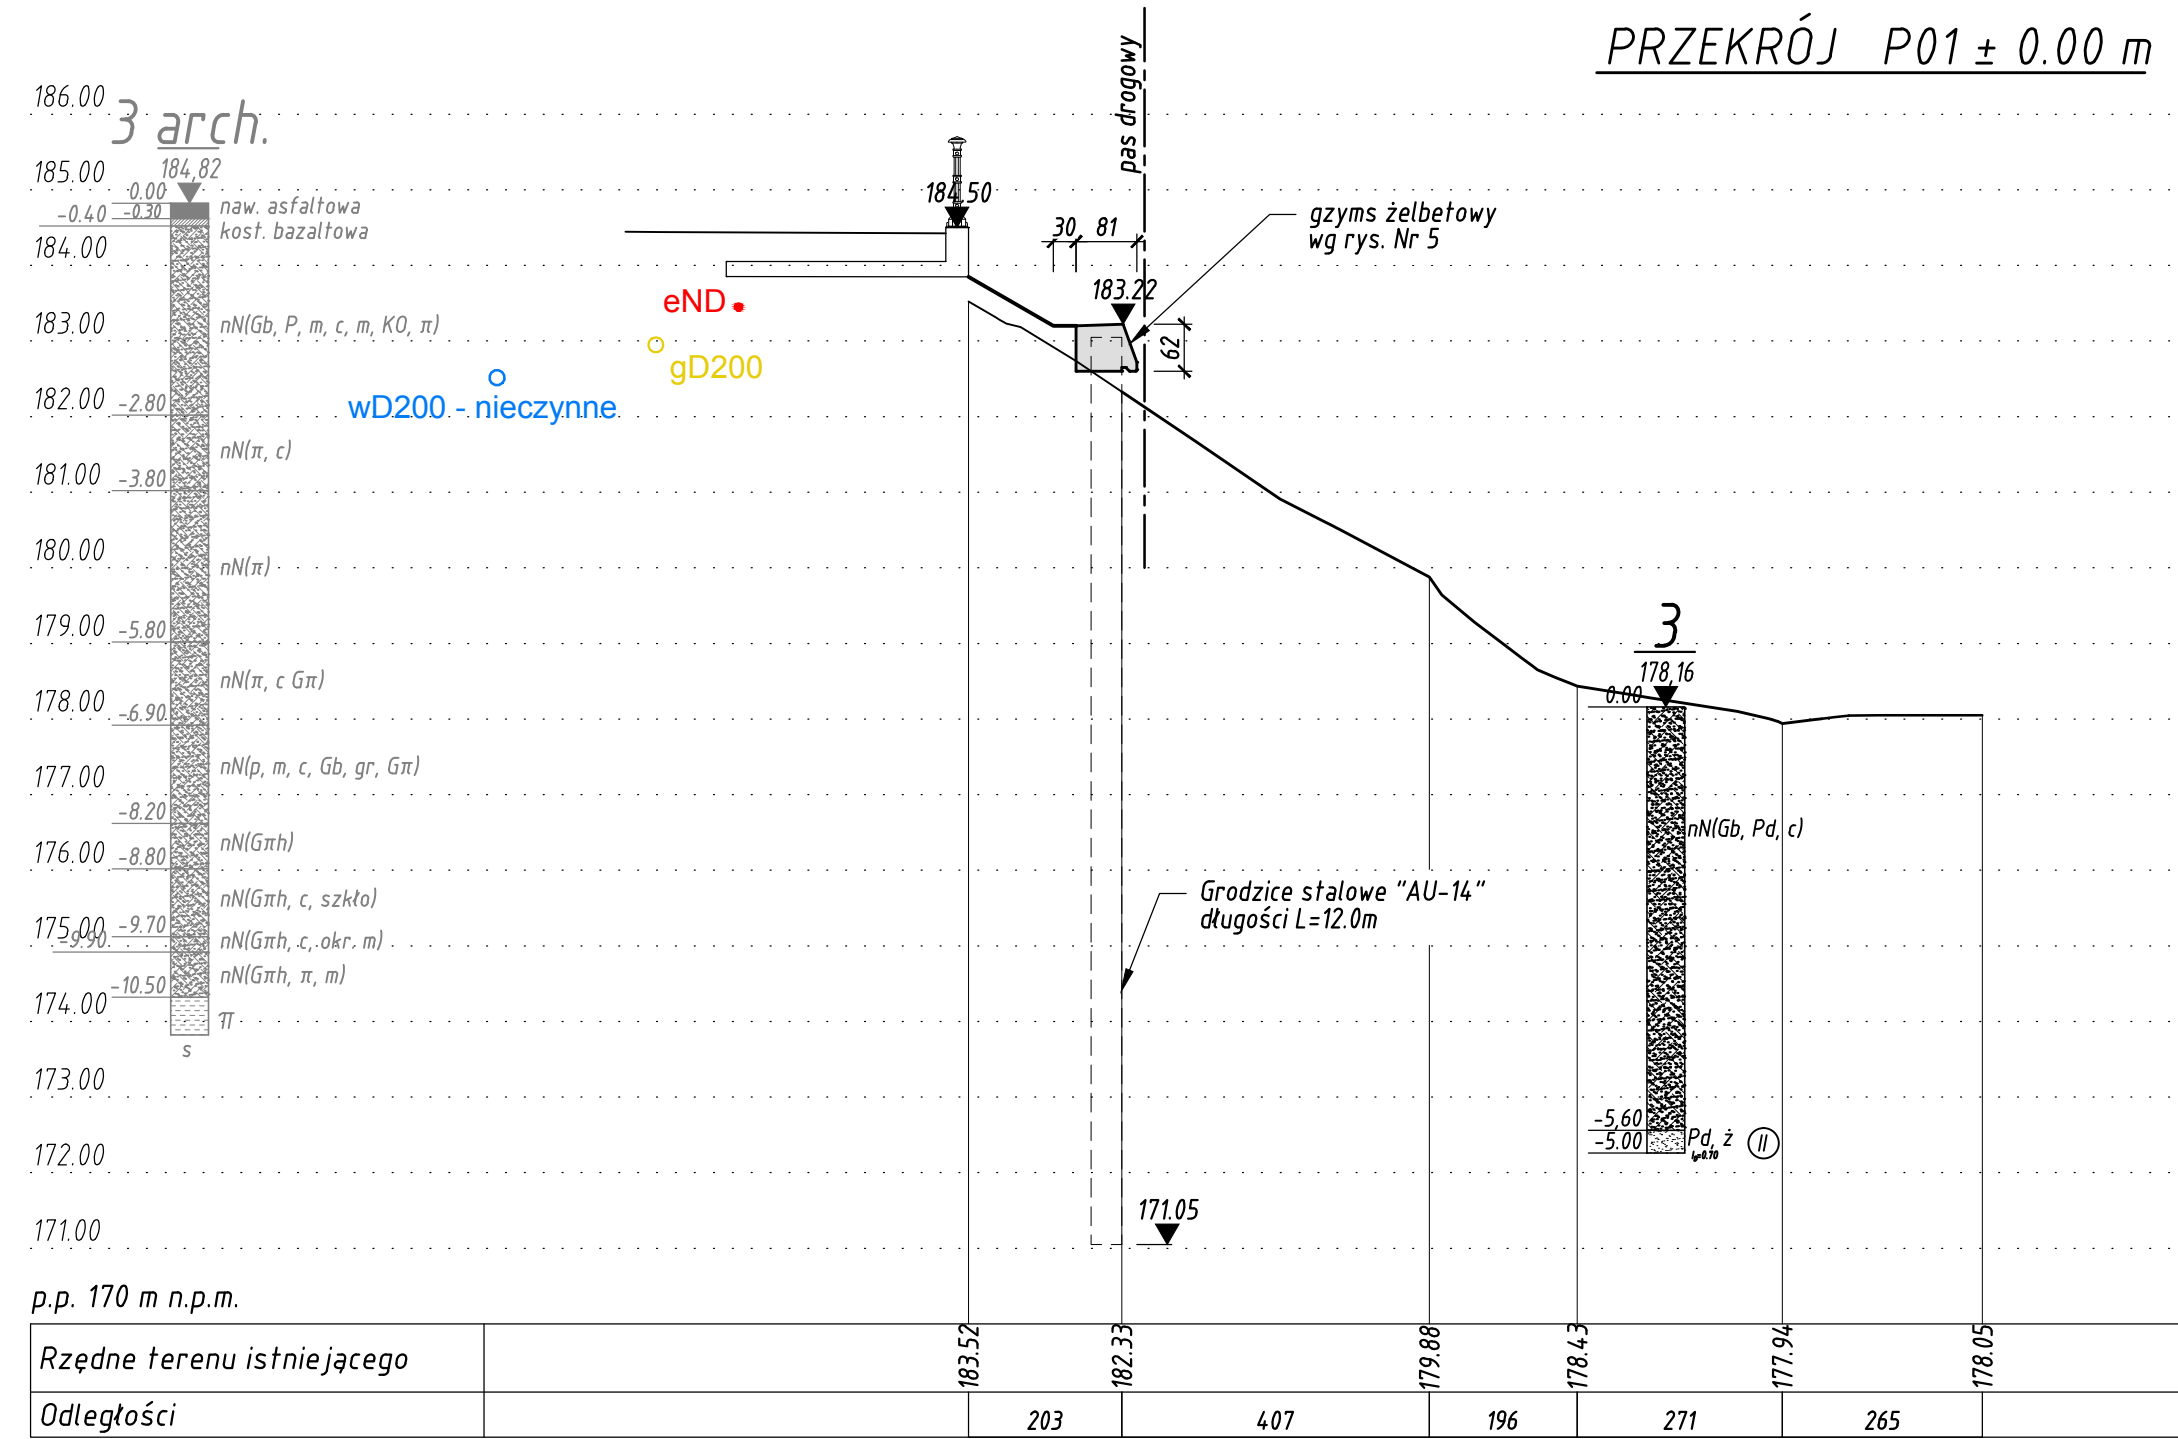 PRZEKRÓJ P01 ± 0.00 m
186.00
185.00
184.00
183.00
182.00
181.00
180.00
179.00
178.00
177.00
176.00
175.00
174.00
173.00
172.00
171.00
3 arch.
184,82
0.00
-0.30
-0.40
-2.80
-3.80
-5.80
-6.90
-8.20
-8.80
-9.70
-9.90
-10.50
naw. asfaltowa
kost. bazaltowa
nN(Gb, P, m, c, m, KO, π)
nN(π, c)
nN(π)
nN(π, c Gπ)
nN(p, m, c, Gb, gr, Gπ)
nN(Gπh)
nN(Gπh, c, szkło)
nN(Gπh, c, okr. m)
nN(Gπh, π, m)
π
s
eND
gD200
wD200 - nieczynne
184.50
pas drogowy
30
81
183.22
62
gzyms żelbetowy
wg rys. Nr 5
Grodzice stalowe "AU-14"
długości L=12.0m
171.05
3
178,16
0.00
nN(Gb, Pd, c)
-5,60
-5.00
Pd, ż
II
I_D=0.70
p.p. 170 m n.p.m.
Rzędne terenu istniejącego
183.52
182.33
179.88
178.43
177.94
178.05
Odległości
203
407
196
271
265